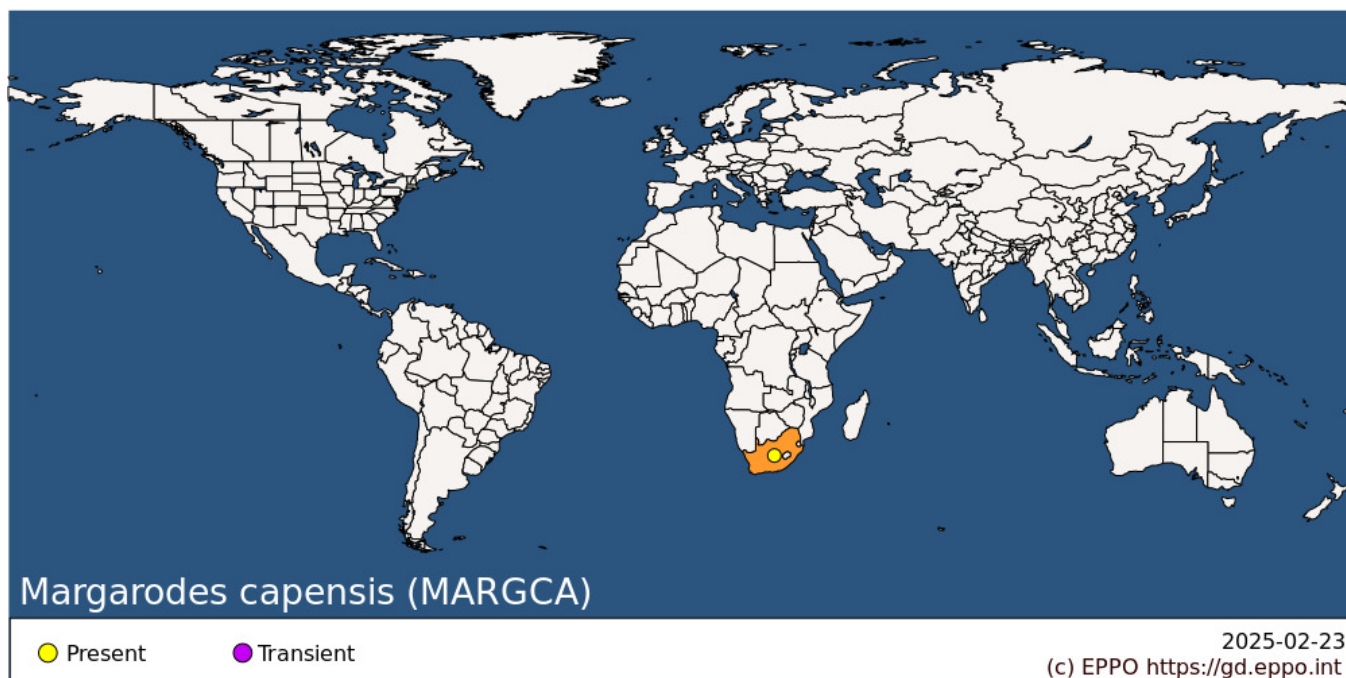 Margarodes capensis (MARGCA)
Present
Transient
2025-02-23
(c) EPPO https://gd.eppo.int